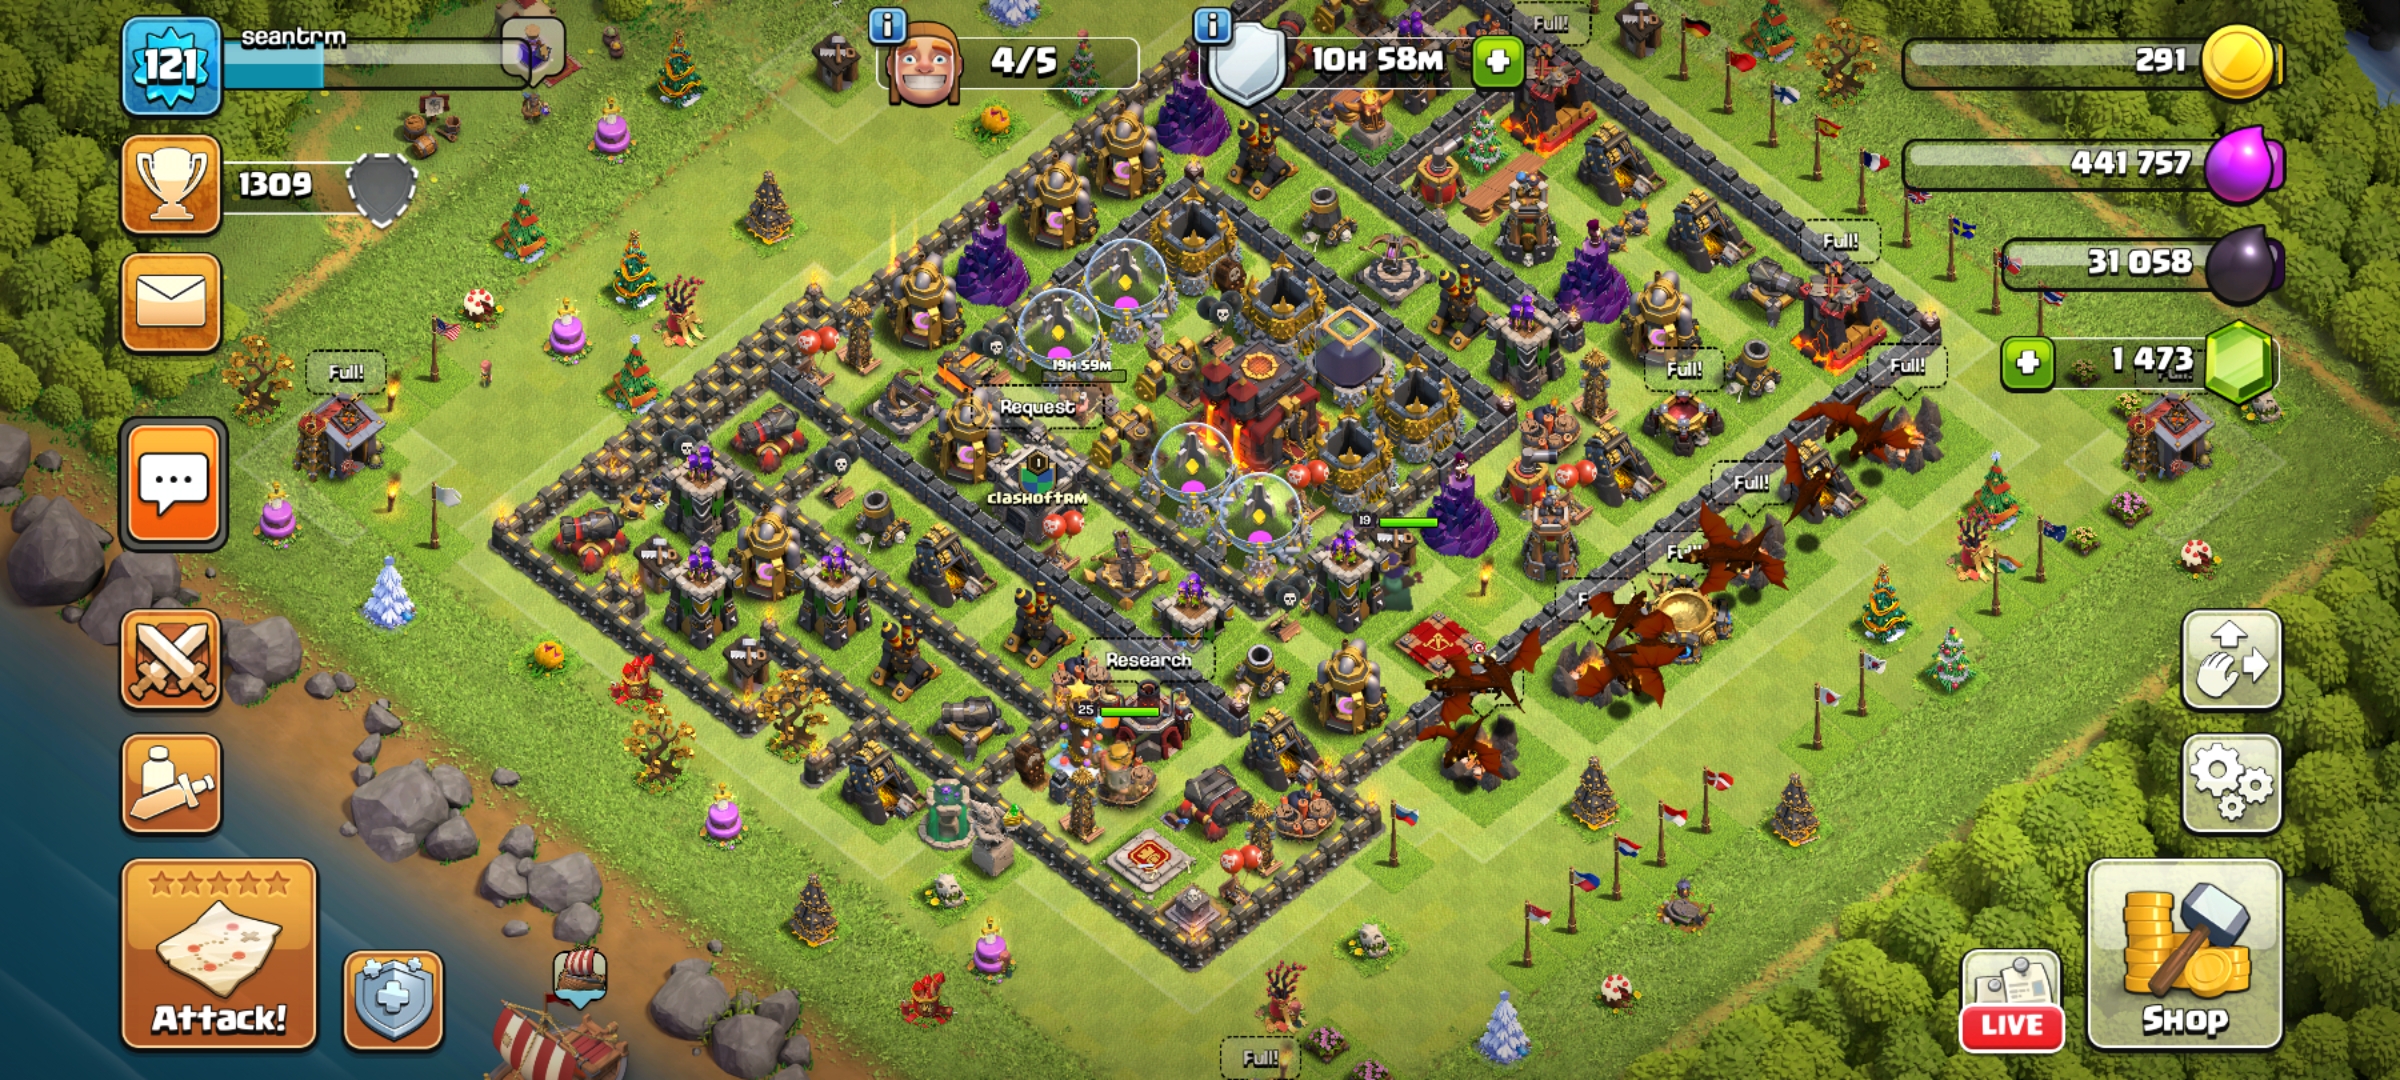 121
seantrm
4/5
10H 58M
Full!
291
1309
441 757
Full!
31 058
1 473
Full!
Full!
Full!
19H 59M
Request
1
clashoftrm
Full!
19
Research
25
Attack!
LIVE
Shop
Full!